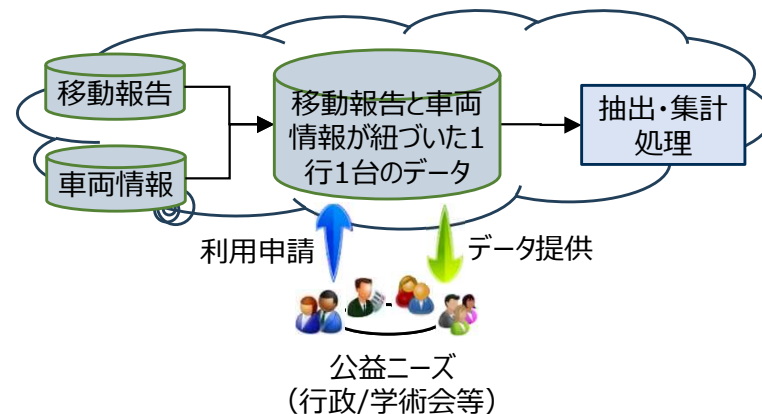 移動報告
車両情報
移動報告と車両
情報が紐づいた1
行1台のデータ
抽出・集計
処理
利用申請
データ提供
公益ニーズ
（行政/学術会等）